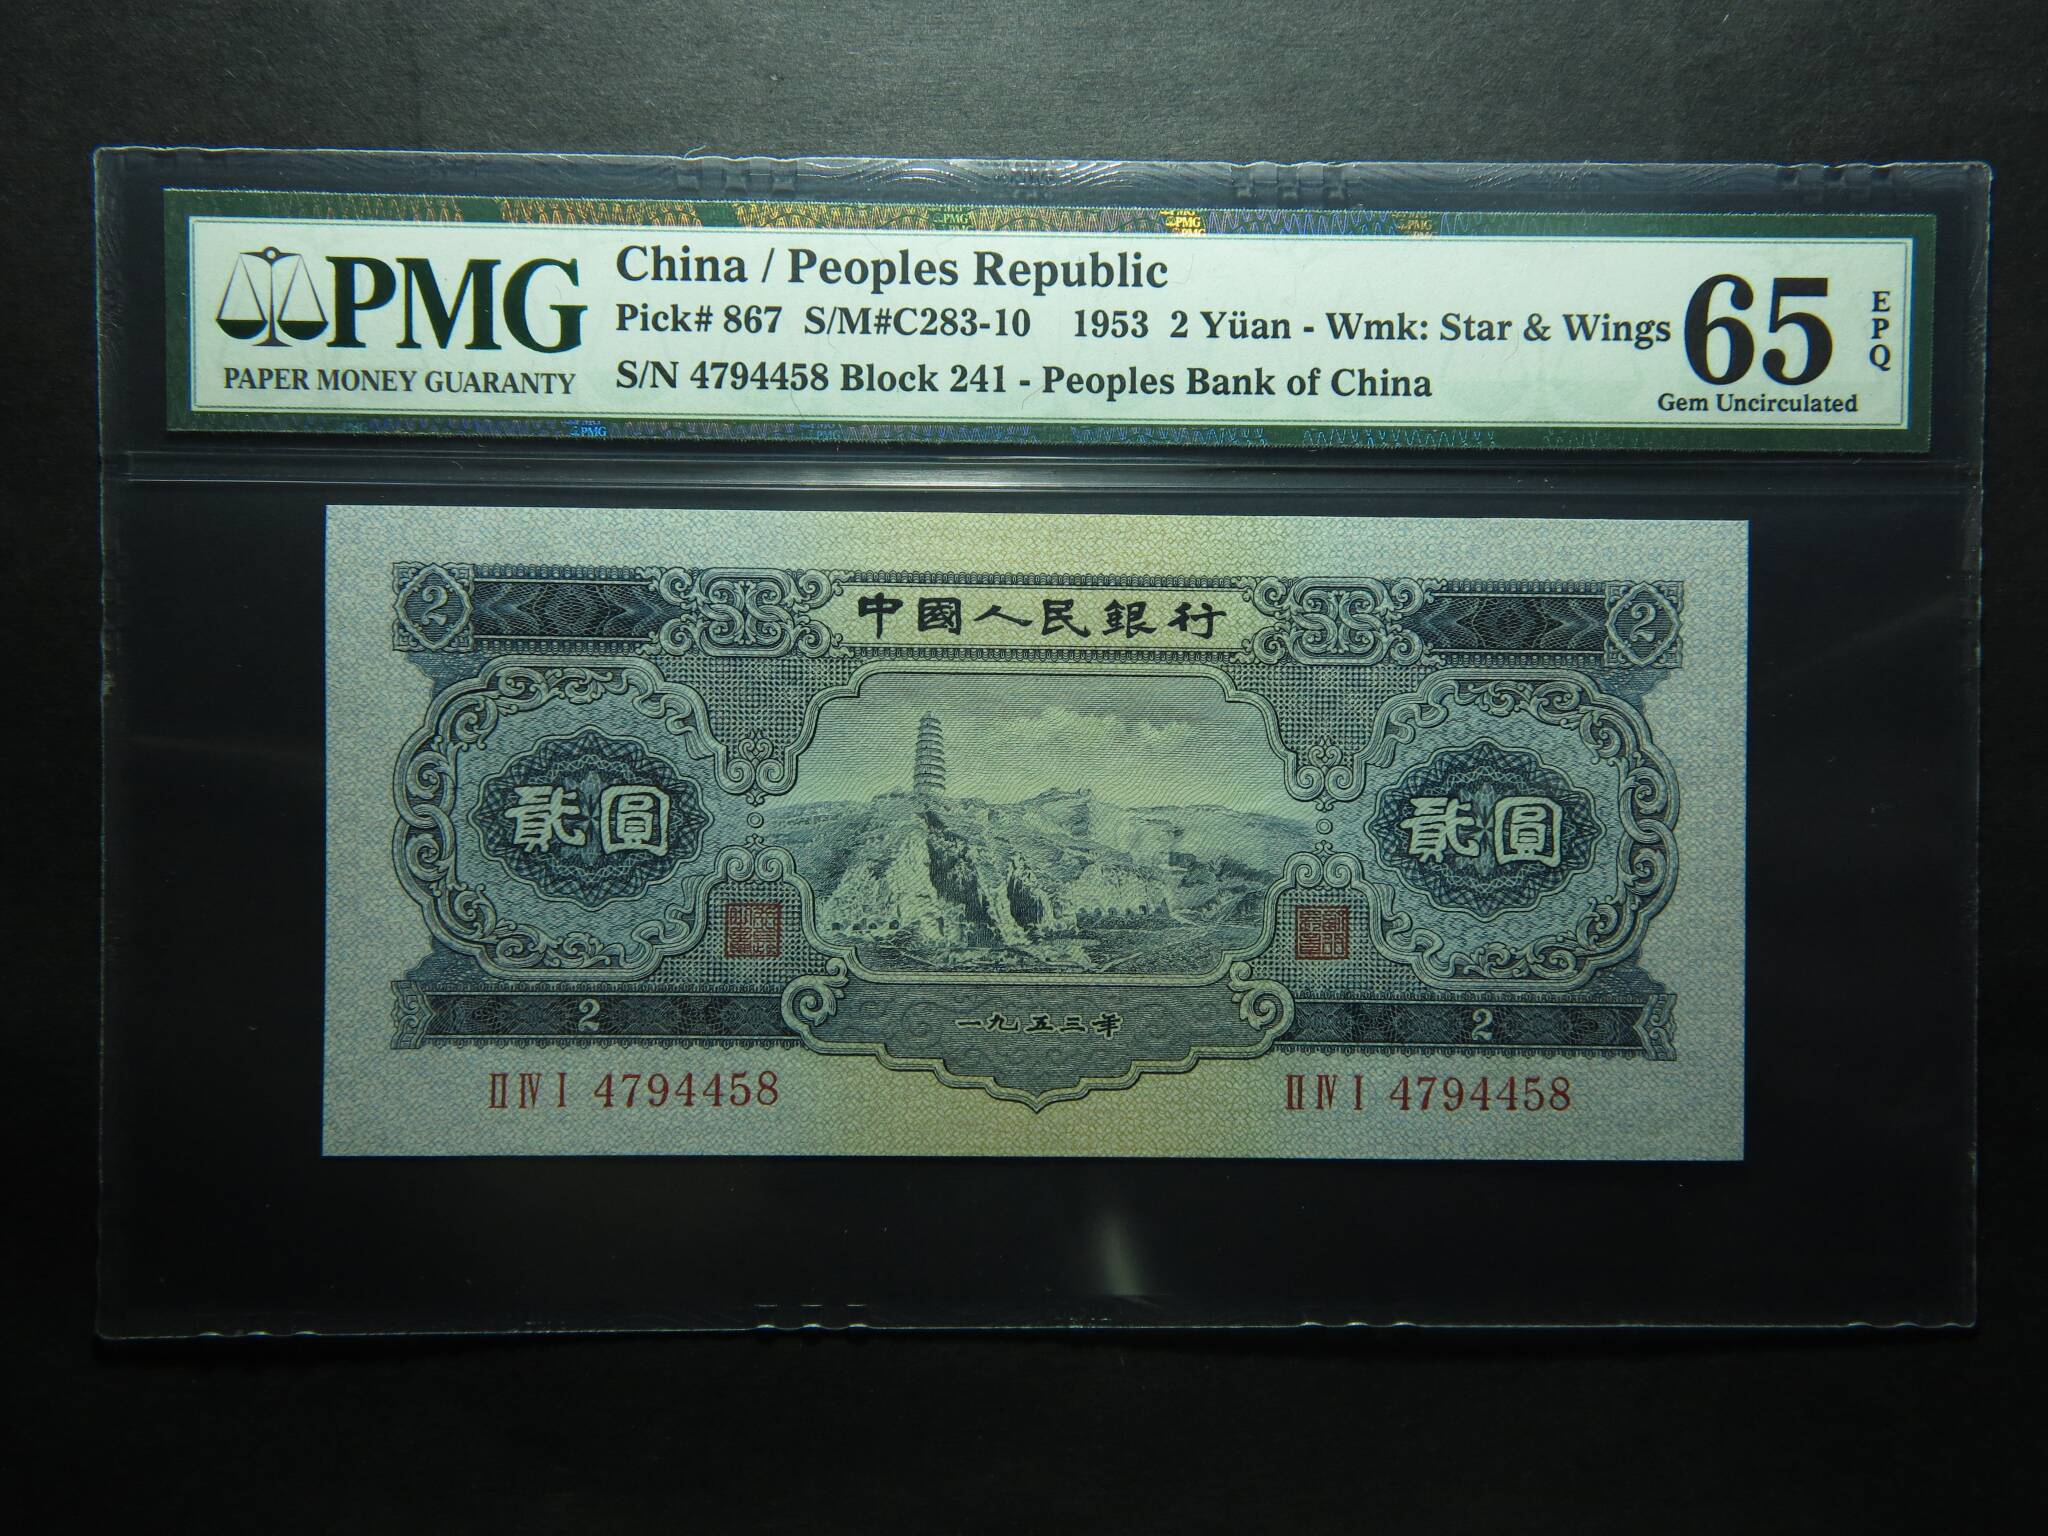 PMG
PAPER MONEY GUARANTY
China / Peoples Republic
Pick# 867 S/M#C283-10 1953 2 Yüan - Wmk: Star & Wings
S/N 4794458 Block 241 - Peoples Bank of China
65
EPQ
Gem Uncirculated
2
中國人民銀行
2
貳圓
貳圓
2
一九五三年
2
II IV I 4794458
II IV I 4794458